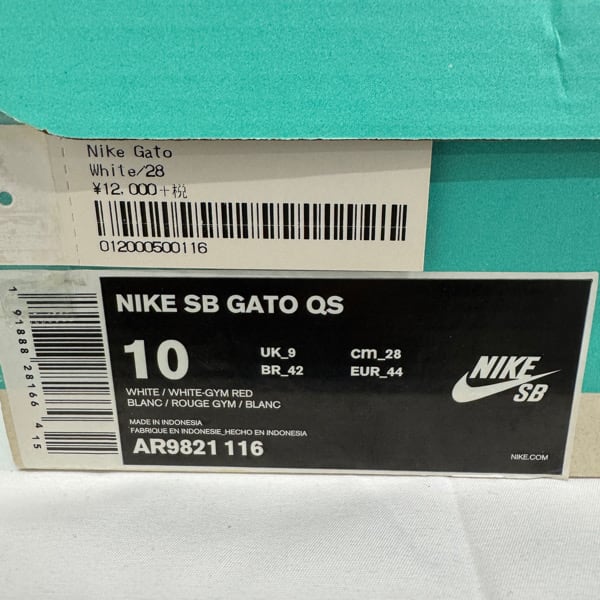 Nike Gato
White/28
¥12,000+税
012000500116
NIKE SB GATO QS
10
UK_9 cm_28
BR_42 EUR_44
WHITE / WHITE-GYM RED
BLANC / ROUGE GYM / BLANC
MADE IN INDONESIA
FABRIQUE EN INDONESIE_HECHO EN INDONESIA
AR9821 116
NIKE
SB
NIKE.COM
1 91888 28166 4 15